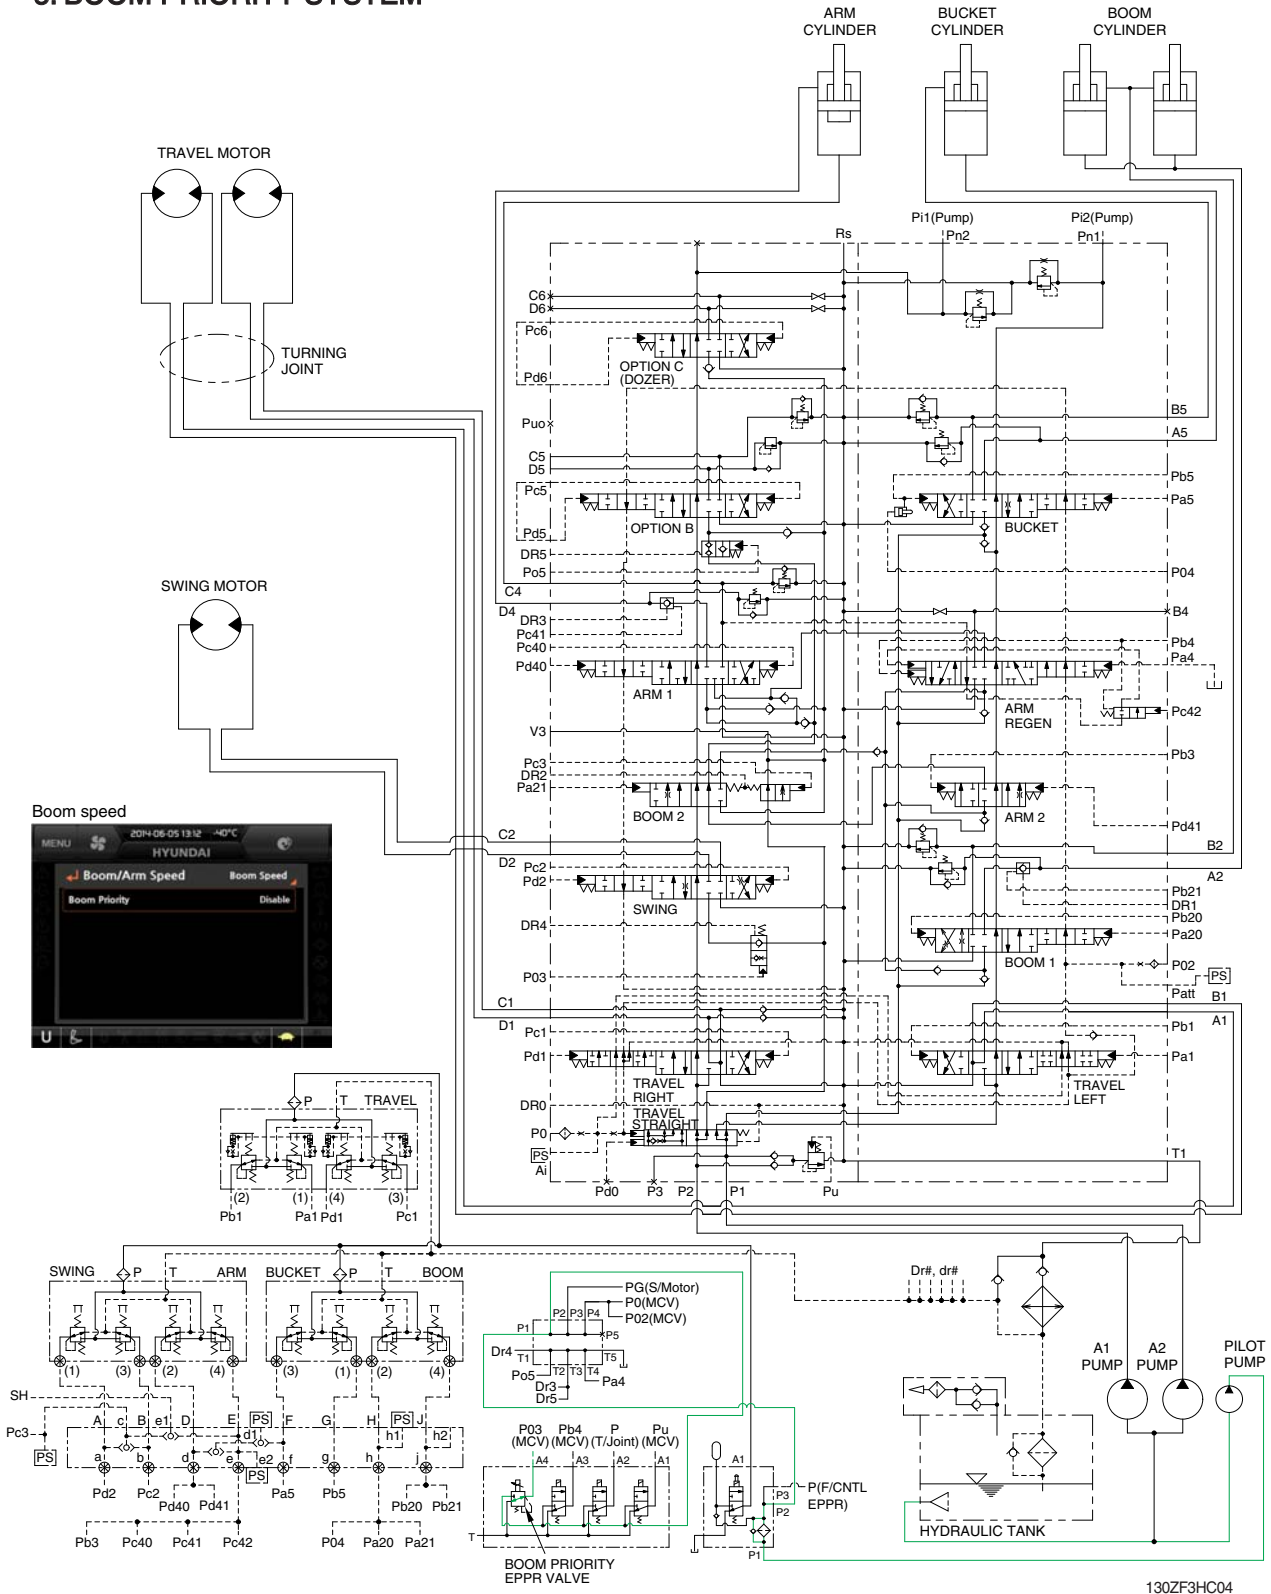 3. BOOM PRIORITY SYSTEM
ARM CYLINDER
BUCKET CYLINDER
BOOM CYLINDER
TRAVEL MOTOR
TURNING JOINT
SWING MOTOR
Pi1(Pump)
Pn2
Pi2(Pump)
Pn1
Rs
C6
D6
Pc6
Pd6
OPTION C
(DOZER)
Puo
C5
D5
Pc5
Pd5
OPTION B
DR5
Po5
C4
D4
DR3
Pc41
Pc40
Pd40
ARM 1
V3
Pc3
DR2
Pa21
BOOM 2
C2
D2
Pc2
Pd2
SWING
DR4
P03
C1
D1
Pc1
Pd1
TRAVEL RIGHT
DR0
TRAVEL STRAIGHT
P0
PS
Ai
Pd0
P3
P2
P1
Pu
B5
A5
Pb5
Pa5
BUCKET
P04
B4
Pb4
Pa4
ARM REGEN
Pc42
Pb3
ARM 2
Pd41
B2
A2
Pb21
DR1
Pb20
Pa20
BOOM 1
P02
PS
Patt
B1
A1
Pb1
Pa1
TRAVEL LEFT
T1
Boom speed
MENU
2014-06-05 13:12 -40°C
HYUNDAI
Boom/Arm Speed
Boom Speed
Boom Priority
Disable
U
P T TRAVEL
(2) (1) (4) (3)
Pb1 Pa1 Pd1 Pc1
SWING P T ARM
BUCKET P T BOOM
(1) (3) (2) (4)
(3) (1) (2) (4)
SH
Pc3
PS
A c B e1 D E PS F G H PS J
d1 h1 h2
a b d e e2 f g h j
PS
Pd2 Pc2 Pd40 Pd41 Pa5 Pb5 Pb20 Pb21
Pb3 Pc40 Pc41 Pc42 P04 Pa20 Pa21
PG(S/Motor)
P0(MCV)
P02(MCV)
P1 P2 P3 P4 P5
Dr4
T1 T2 T3 T4 T5
Po5
Dr3
Dr5
Pa4
P03 (MCV)
Pb4 (MCV)
P (T/Joint)
Pu (MCV)
A4 A3 A2 A1
T
BOOM PRIORITY
EPPR VALVE
A1
P3
P2
P1
P(F/CNTL EPPR)
Dr#, dr#
A1 PUMP
A2 PUMP
PILOT PUMP
HYDRAULIC TANK
130ZF3HC04